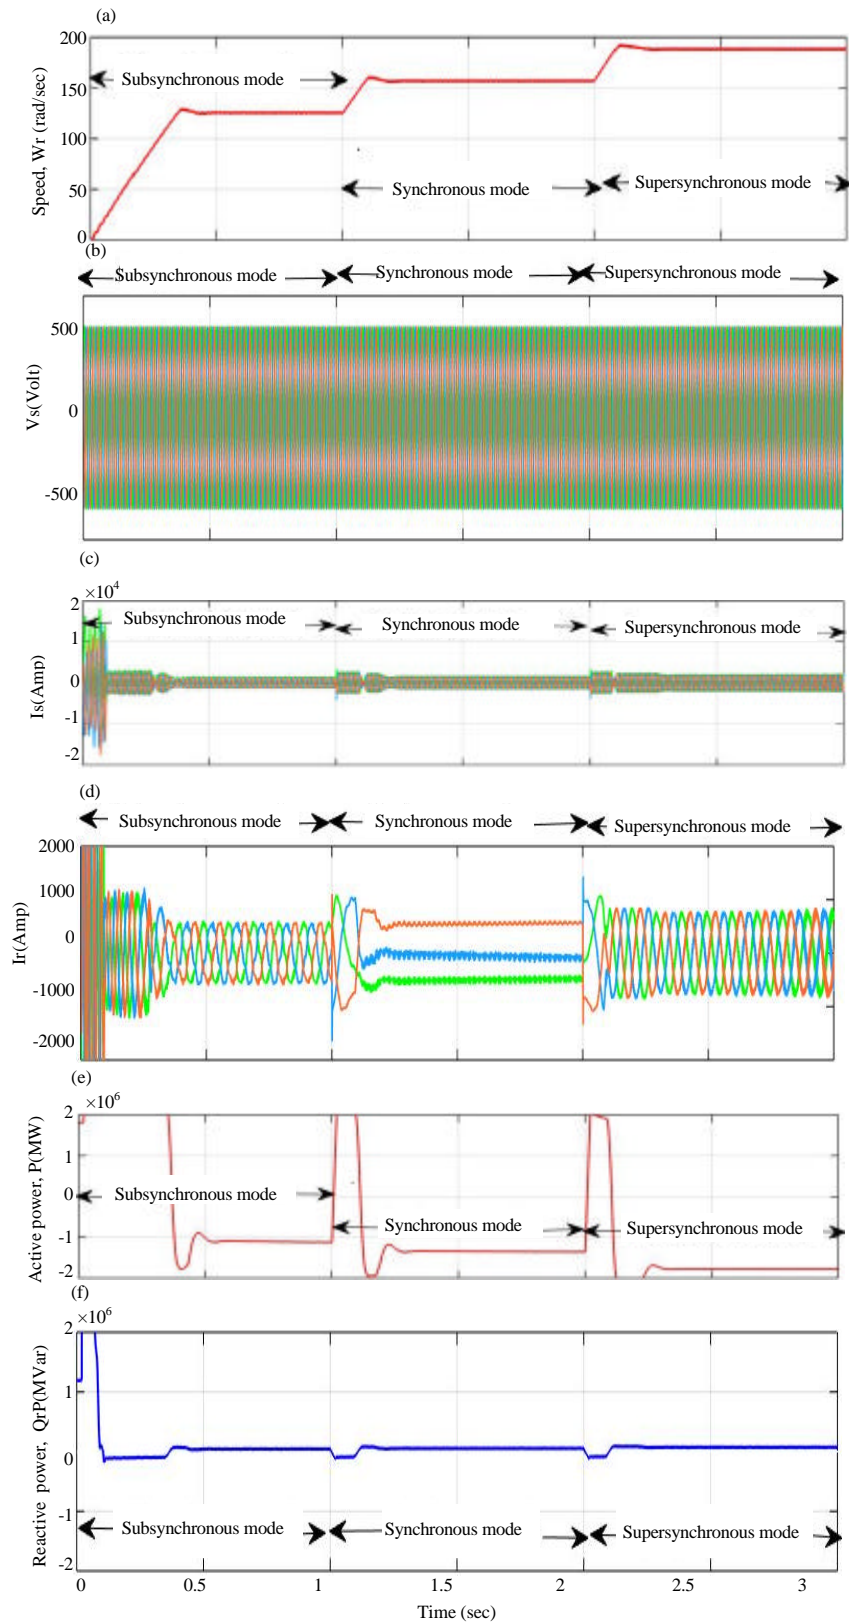 (a)
200
150
100
50
0
Speed, Wr (rad/sec)
Subsynchronous mode
Synchronous mode
Supersynchronous mode
(b)
Subsynchronous mode
Synchronous mode
Supersynchronous mode
500
0
-500
Vs(Volt)
(c)
×10⁴
2
1
0
-1
-2
Is(Amp)
Subsynchronous mode
Synchronous mode
Supersynchronous mode
(d)
Subsynchronous mode
Synchronous mode
Supersynchronous mode
2000
1000
0
-1000
-2000
Ir(Amp)
(e)
×10⁶
2
1
0
-1
-2
Active power, P(MW)
Subsynchronous mode
Synchronous mode
Supersynchronous mode
(f)
×10⁶
2
1
0
-1
-2
Reactive power, QrP(MVar)
Subsynchronous mode
Synchronous mode
Supersynchronous mode
0 0.5 1 1.5 2 2.5 3
Time (sec)